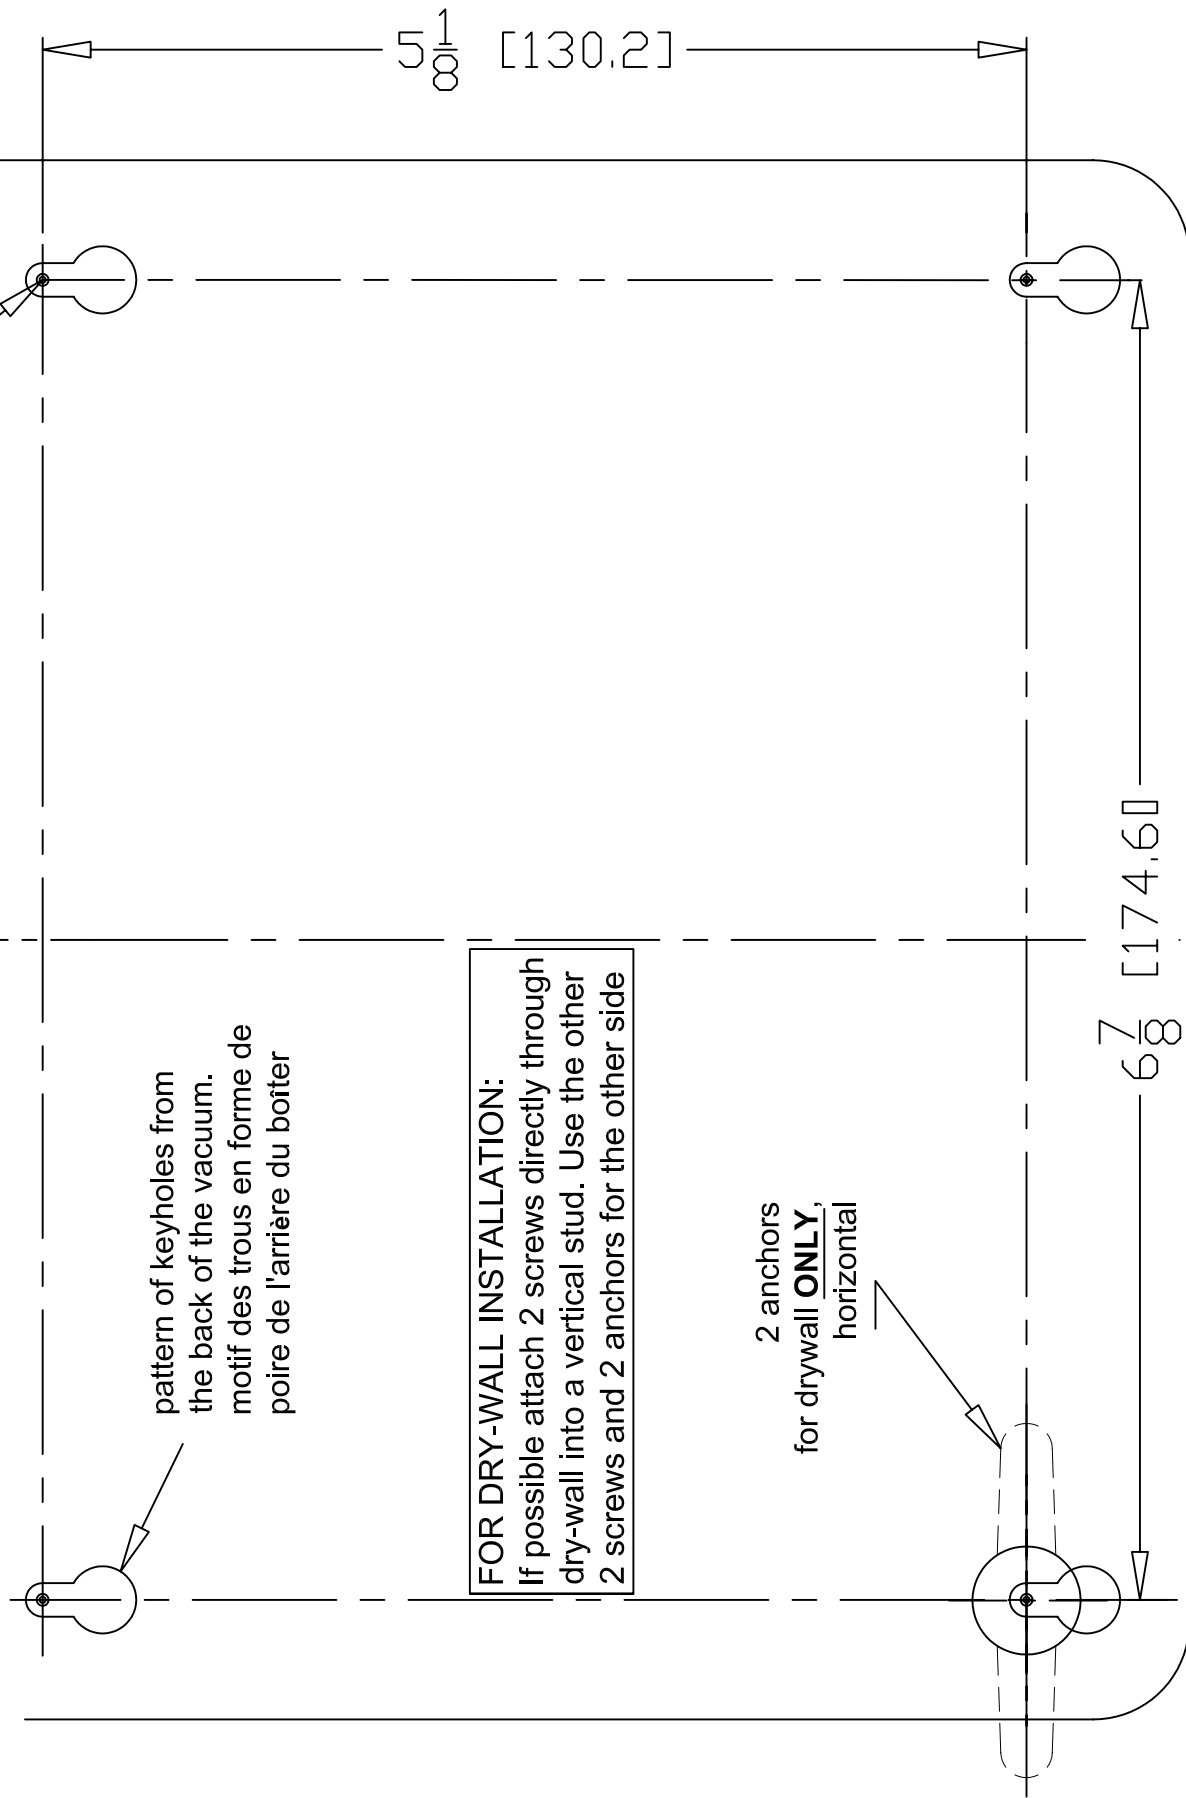 5 1/8 [130.2]
pattern of keyholes from
the back of the vacuum.
motif des trous en forme de
poire de l'arrière du boîter
FOR DRY-WALL INSTALLATION:
If possible attach 2 screws directly through
dry-wall into a vertical stud. Use the other
2 screws and 2 anchors for the other side
2 anchors
for drywall ONLY,
horizontal
6 7/8 [174.6]